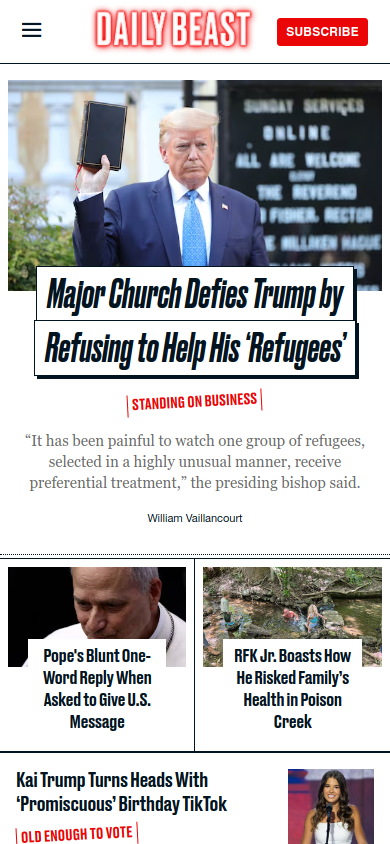 DAILY BEAST
SUBSCRIBE
SUNDAY SERVICES
ONLINE
ALL ARE WELCOME
THE REVEREND
FISHER, RECTOR
Major Church Defies Trump by
Refusing to Help His ‘Refugees’
STANDING ON BUSINESS
“It has been painful to watch one group of refugees,
selected in a highly unusual manner, receive
preferential treatment,” the presiding bishop said.
William Vaillancourt
Pope's Blunt One-
Word Reply When
Asked to Give U.S.
Message
RFK Jr. Boasts How
He Risked Family’s
Health in Poison
Creek
Kai Trump Turns Heads With
‘Promiscuous’ Birthday TikTok
OLD ENOUGH TO VOTE